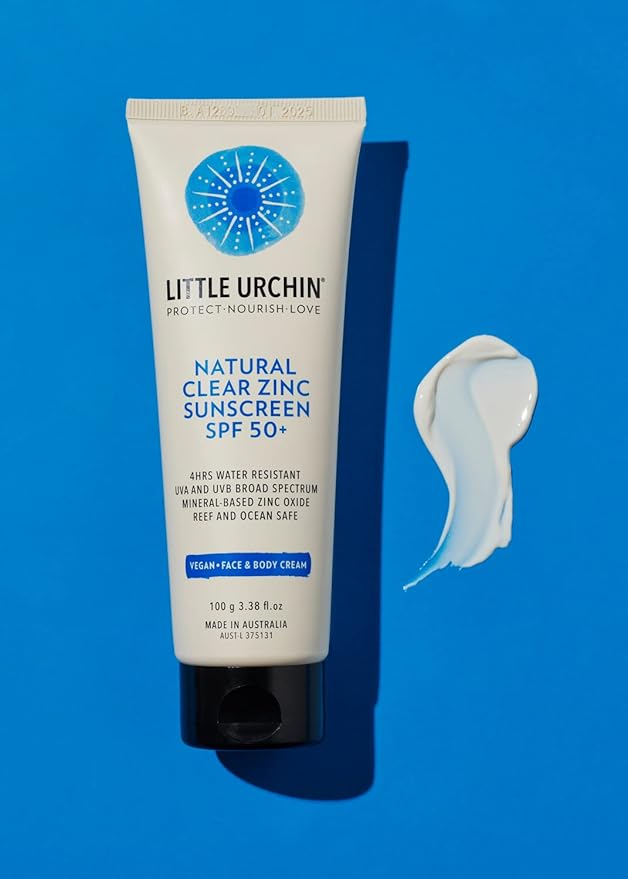 01 2025
LITTLE URCHIN®
PROTECT·NOURISH·LOVE
NATURAL
CLEAR ZINC
SUNSCREEN
SPF 50+
4HRS WATER RESISTANT
UVA AND UVB BROAD SPECTRUM
MINERAL-BASED ZINC OXIDE
REEF AND OCEAN SAFE
VEGAN • FACE & BODY CREAM
100 g 3.38 fl.oz
MADE IN AUSTRALIA
AUST-L 375131